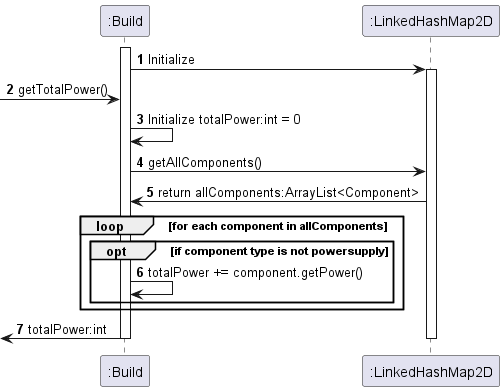 :Build
:LinkedHashMap2D
1 Initialize
2 getTotalPower()
3 Initialize totalPower:int = 0
4 getAllComponents()
5 return allComponents:ArrayList<Component>
loop [for each component in allComponents]
opt [if component type is not powersupply]
6 totalPower += component.getPower()
7 totalPower:int
:Build
:LinkedHashMap2D